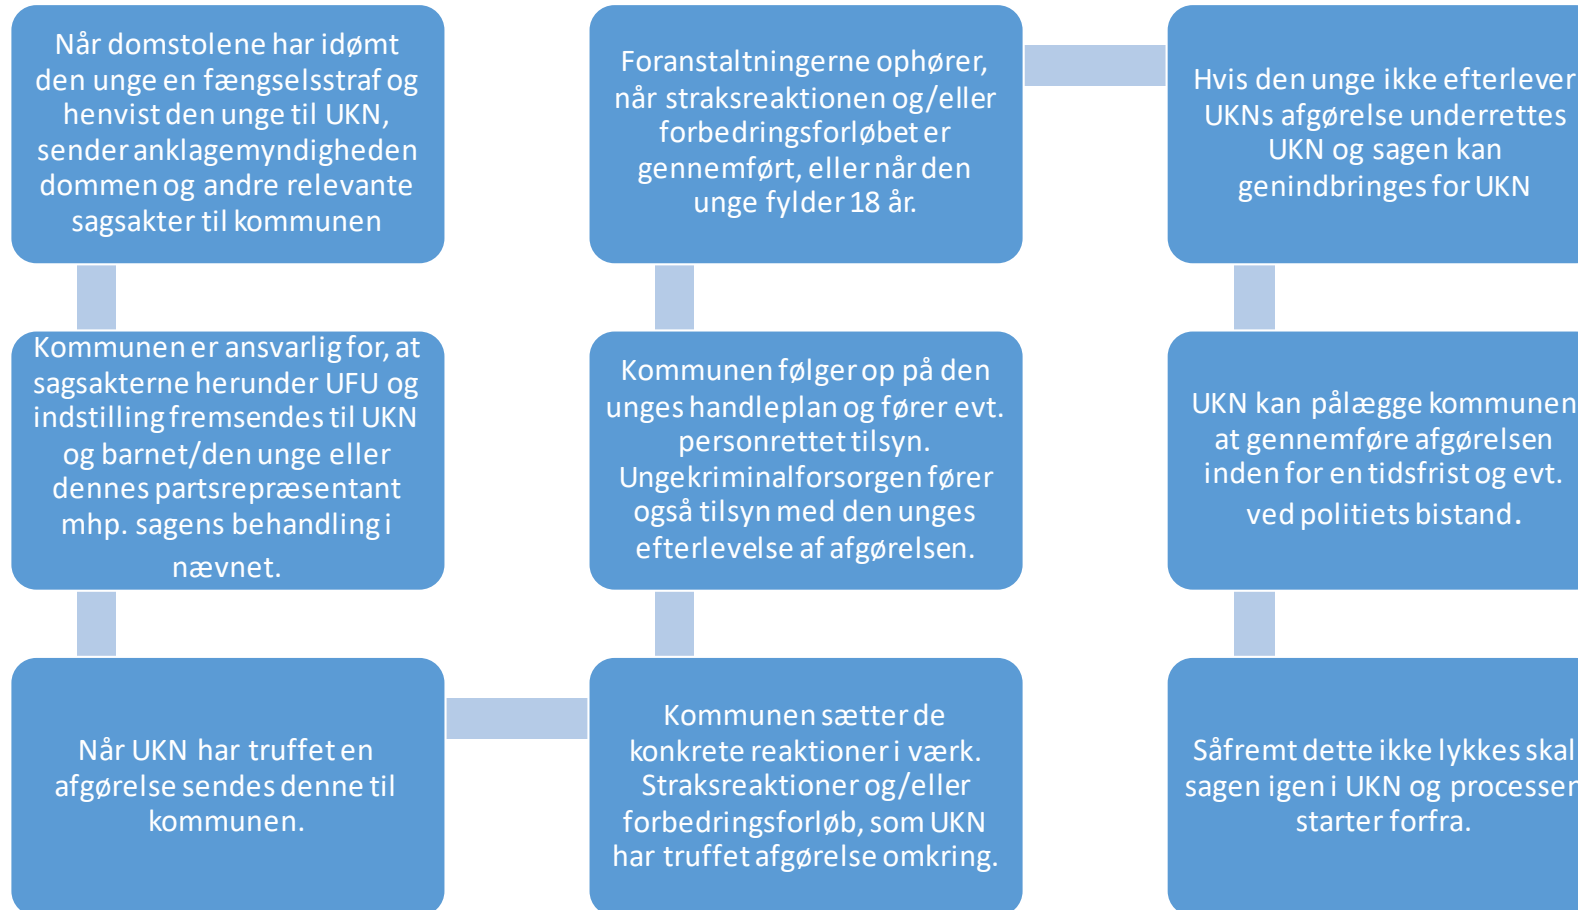 Når domstolene har idømt
den unge en fængselsstraf og
henvist den unge til UKN,
sender anklagemyndigheden
dommen og andre relevante
sagsakter til kommunen
Kommunen er ansvarlig for, at
sagsakterne herunder UFU og
indstilling fremsendes til UKN
og barnet/den unge eller
dennes partsrepræsentant
mhp. sagens behandling i
nævnet.
Når UKN har truffet en
afgørelse sendes denne til
kommunen.
Kommunen sætter de
konkrete reaktioner i værk.
Straksreaktioner og/eller
forbedringsforløb, som UKN
har truffet afgørelse omkring.
Kommunen følger op på den
unges handleplan og fører evt.
personrettet tilsyn.
Ungekriminalforsorgen fører
også tilsyn med den unges
efterlevelse af afgørelsen.
Foranstaltningerne ophører,
når straksreaktionen og/eller
forbedringsforløbet er
gennemført, eller når den
unge fylder 18 år.
Hvis den unge ikke efterlever
UKNs afgørelse underrettes
UKN og sagen kan
genindbringes for UKN
UKN kan pålægge kommunen
at gennemføre afgørelsen
inden for en tidsfrist og evt.
ved politiets bistand.
Såfremt dette ikke lykkes skal
sagen igen i UKN og processen
starter forfra.